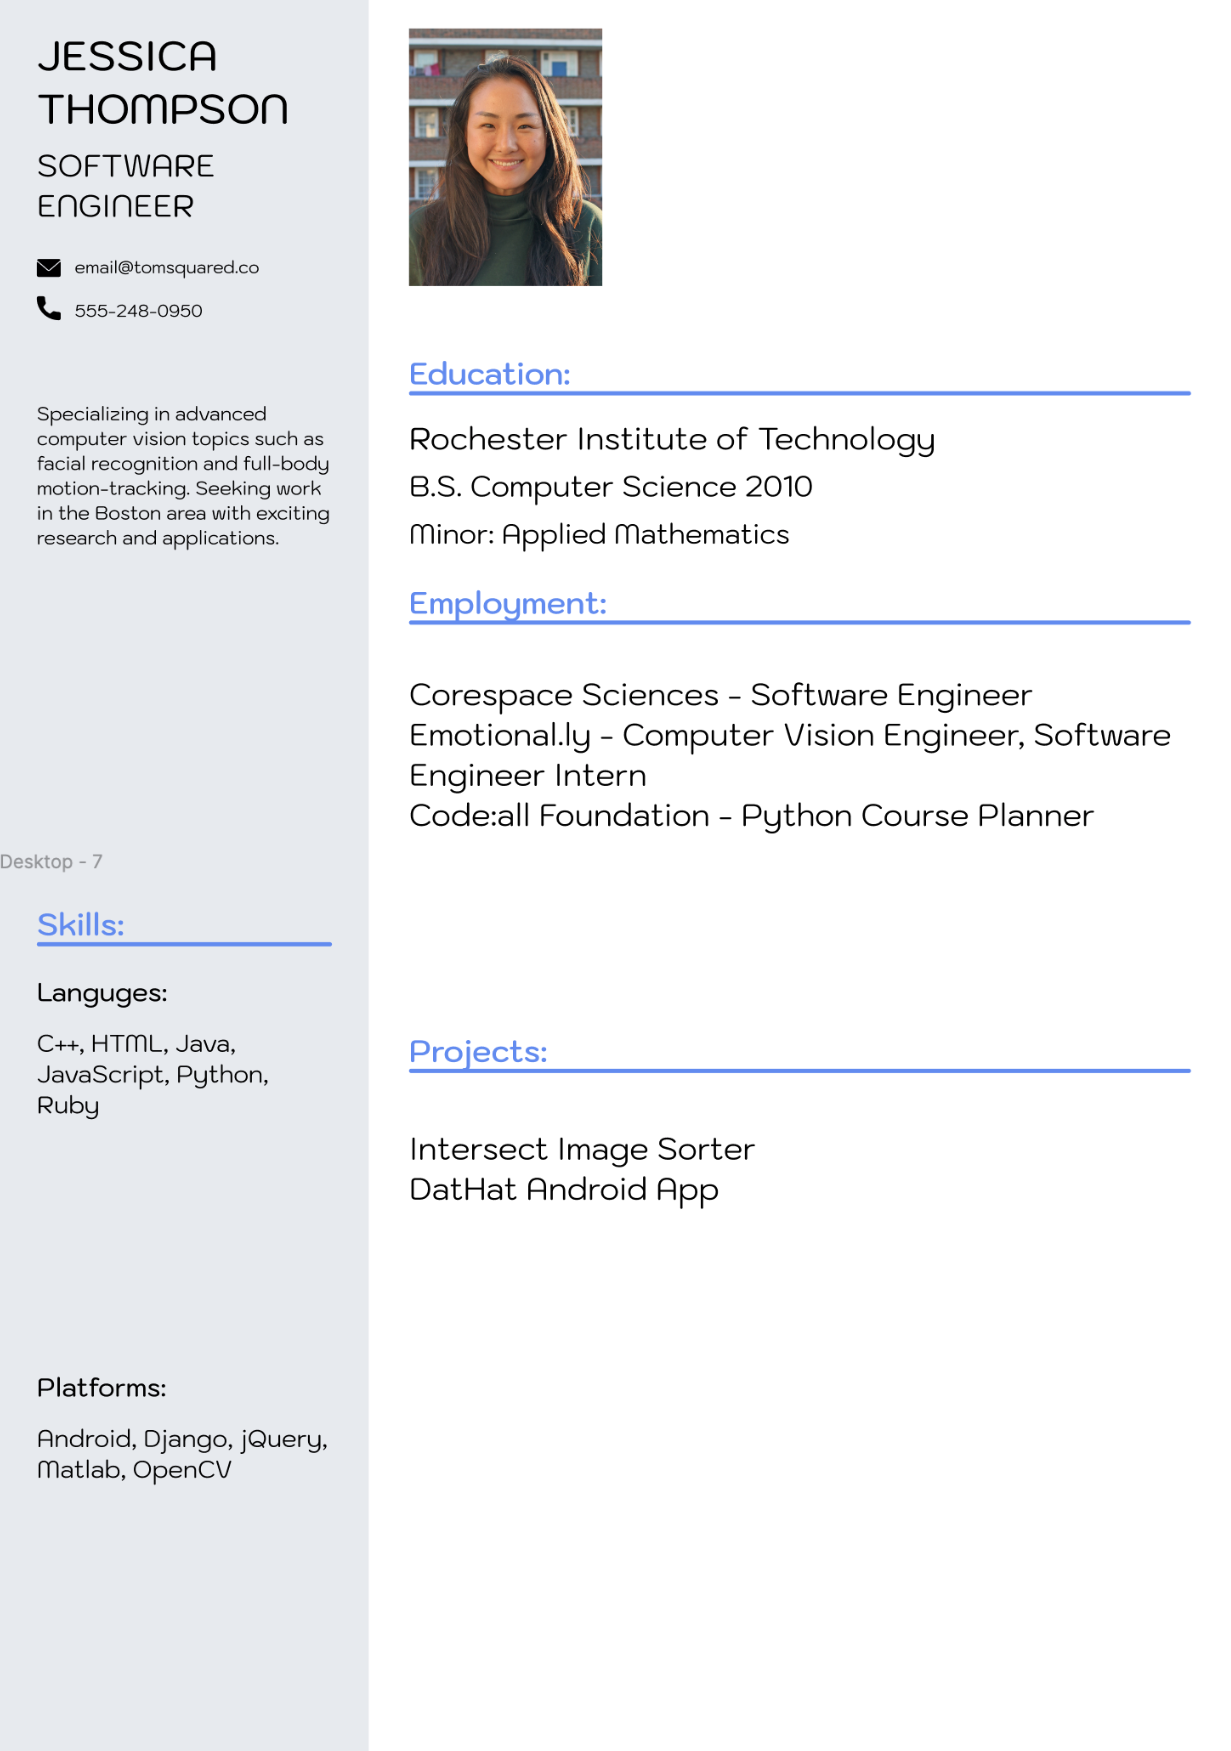 JESSICA
THOMPSON
SOFTWARE
ENGINEER
email@tomsquared.co
555-248-0950
Specializing in advanced
computer vision topics such as
facial recognition and full-body
motion-tracking. Seeking work
in the Boston area with exciting
research and applications.
Desktop - 7
Skills:
Languges:
C++, HTML, Java,
JavaScript, Python,
Ruby
Platforms:
Android, Django, jQuery,
Matlab, OpenCV
Education:
Rochester Institute of Technology
B.S. Computer Science 2010
Minor: Applied Mathematics
Employment:
Corespace Sciences - Software Engineer
Emotional.ly - Computer Vision Engineer, Software
Engineer Intern
Code:all Foundation - Python Course Planner
Projects:
Intersect Image Sorter
DatHat Android App